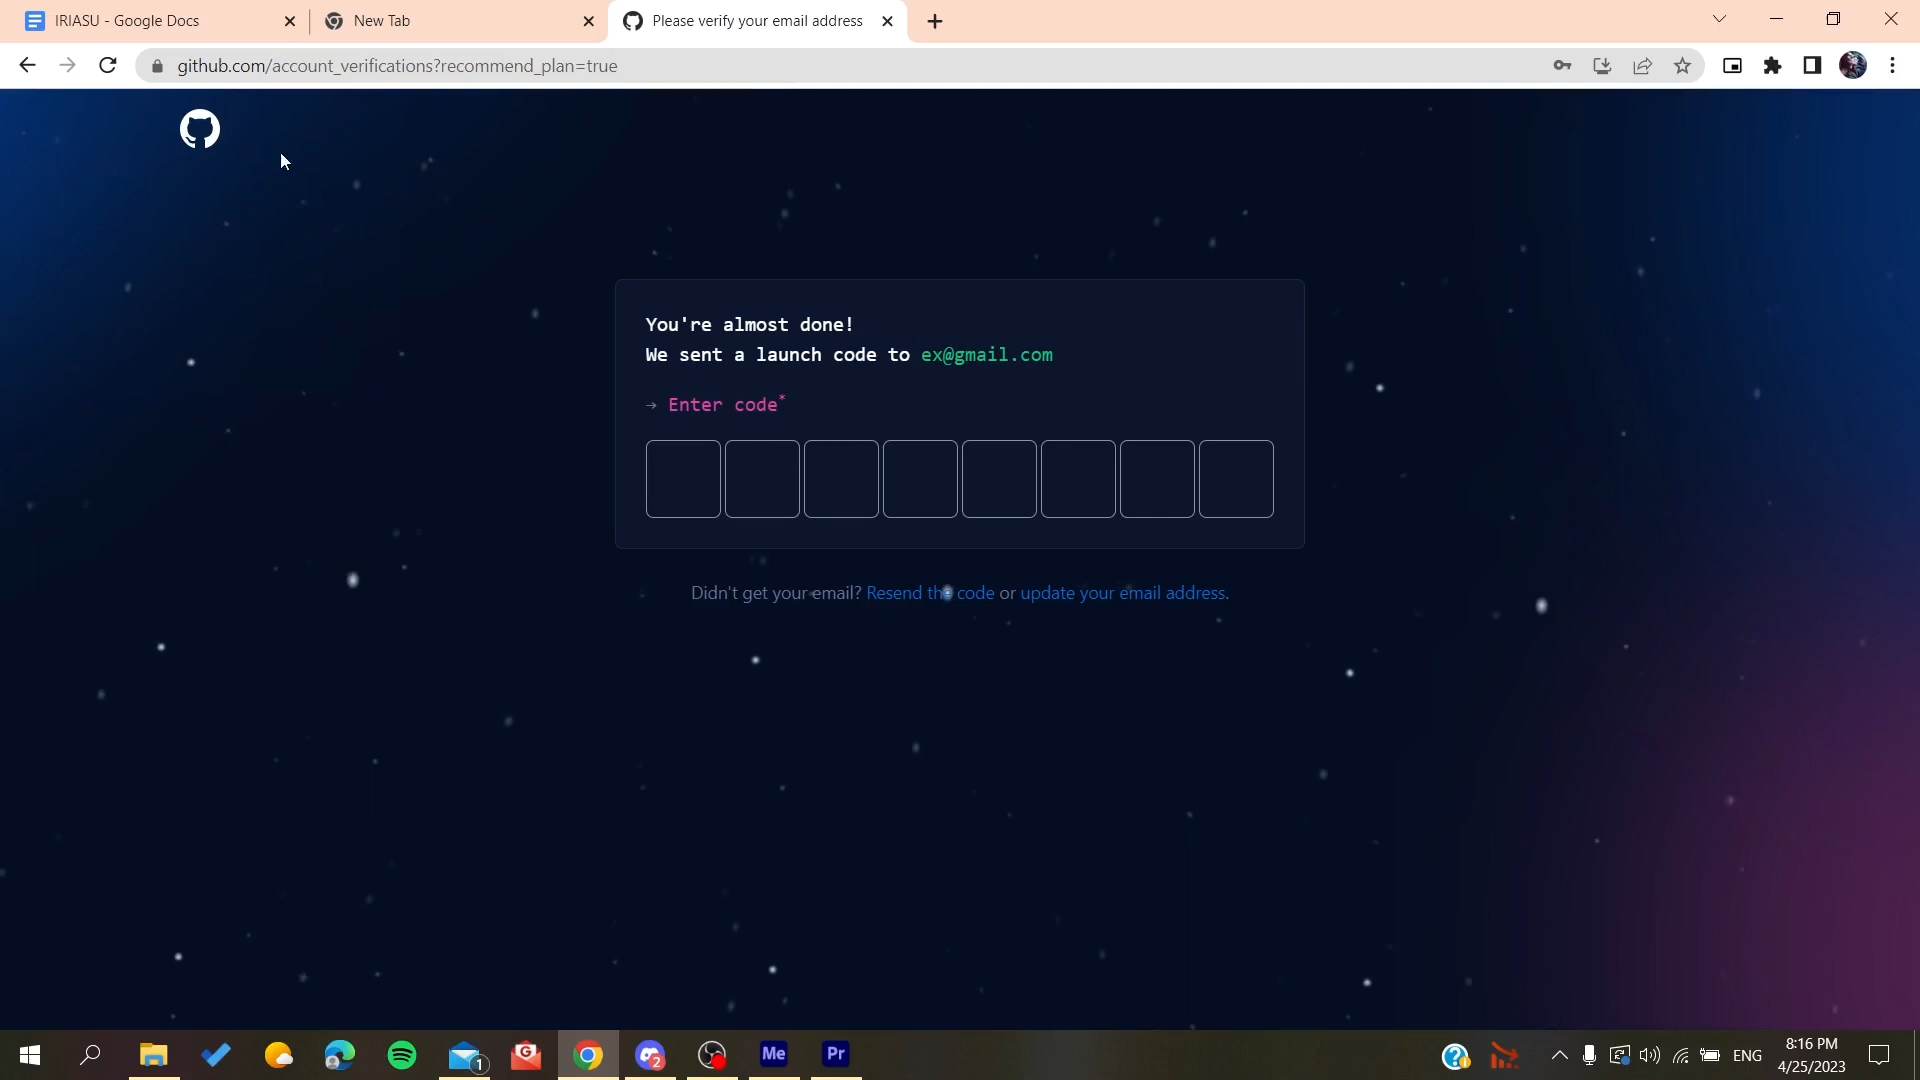 IRIASU - Google Docs
New Tab
Please verify your email address
github.com/account_verifications?recommend_plan=true
You're almost done!
We sent a launch code to ex@gmail.com
→ Enter code*
Didn't get your email? Resend the code or update your email address.
1
G
2
Me
Pr
ENG
8:16 PM
4/25/2023